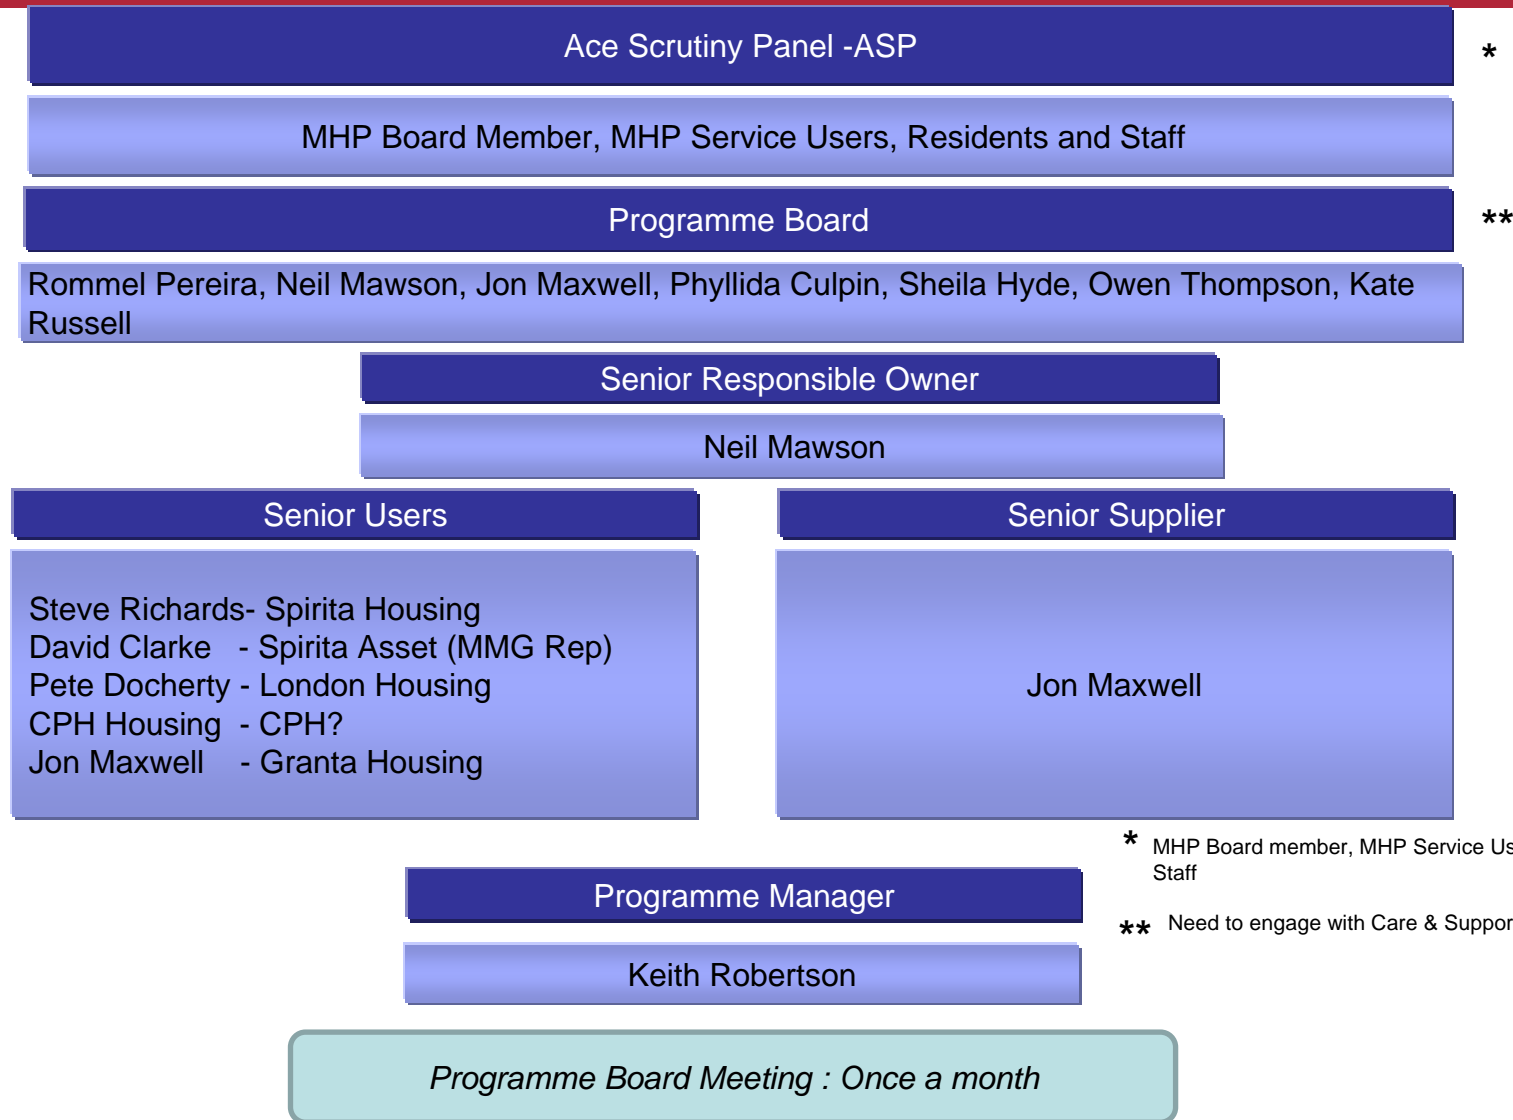 Ace Scrutiny Panel -ASP
*
MHP Board Member, MHP Service Users, Residents and Staff
Programme Board
**
Rommel Pereira, Neil Mawson, Jon Maxwell, Phyllida Culpin, Sheila Hyde, Owen Thompson, Kate
Russell
Senior Responsible Owner
Neil Mawson
Senior Users
Steve Richards- Spirita Housing
David Clarke - Spirita Asset (MMG Rep)
Pete Docherty - London Housing
CPH Housing - CPH?
Jon Maxwell - Granta Housing
Senior Supplier
Jon Maxwell
* MHP Board member, MHP Service
Staff
** Need to engage with Care &
Programme Manager
Keith Robertson
Programme Board Meeting : Once a month